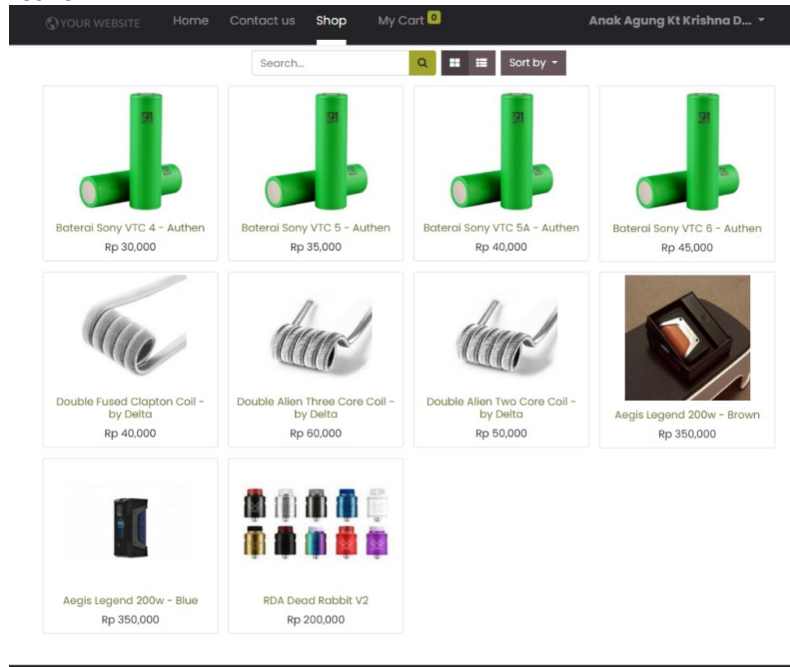 YOUR WEBSITE Home Contact us Shop My Cart 0 Anak Agung Kt Krishna D...
Search... Sort by
Baterai Sony VTC 4 - Authen
Rp 30,000
Baterai Sony VTC 5 - Authen
Rp 35,000
Baterai Sony VTC 5A - Authen
Rp 40,000
Baterai Sony VTC 6 - Authen
Rp 45,000
Double Fused Clapton Coil -
by Delta
Rp 40,000
Double Alien Three Core Coil -
by Delta
Rp 60,000
Double Alien Two Core Coil -
by Delta
Rp 50,000
Aegis Legend 200w - Brown
Rp 350,000
Aegis Legend 200w - Blue
Rp 350,000
RDA Dead Rabbit V2
Rp 200,000